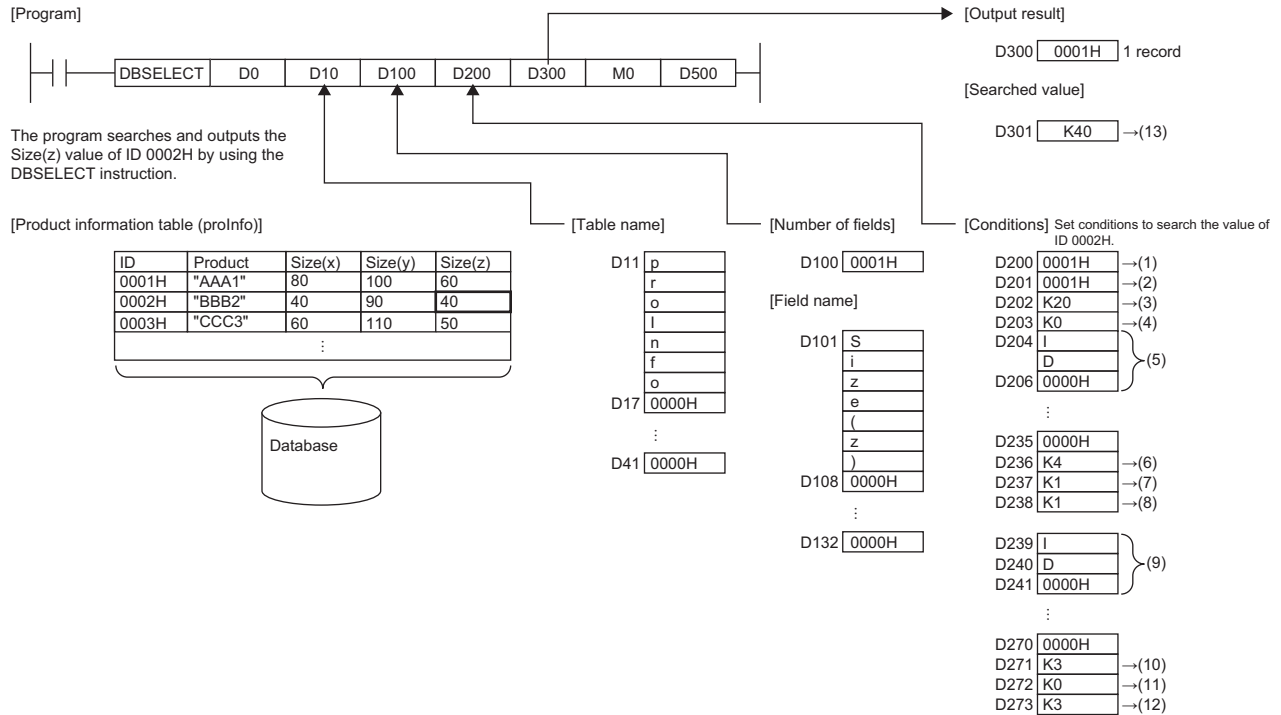 [Program]
DBSELECT D0 D10 D100 D200 D300 M0 D500
The program searches and outputs the
Size(z) value of ID 0002H by using the
DBSELECT instruction.
[Output result]
D300 0001H 1 record
[Searched value]
D301 K40 →(13)
[Product information table (proInfo)]
ID Product Size(x) Size(y) Size(z)
0001H "AAA1" 80 100 60
0002H "BBB2" 40 90 40
0003H "CCC3" 60 110 50
⋮
Database
[Table name]
D11 p
r
o
I
n
f
o
D17 0000H
⋮
D41 0000H
[Number of fields]
D100 0001H
[Field name]
D101 S
i
z
e
(
z
)
D108 0000H
⋮
D132 0000H
[Conditions] Set conditions to search the value of
ID 0002H.
D200 0001H →(1)
D201 0001H →(2)
D202 K20 →(3)
D203 K0 →(4)
D204 I
D (5)
D206 0000H
⋮
D235 0000H
D236 K4 →(6)
D237 K1 →(7)
D238 K1 →(8)
D239 I
D240 D (9)
D241 0000H
⋮
D270 0000H
D271 K3 →(10)
D272 K0 →(11)
D273 K3 →(12)